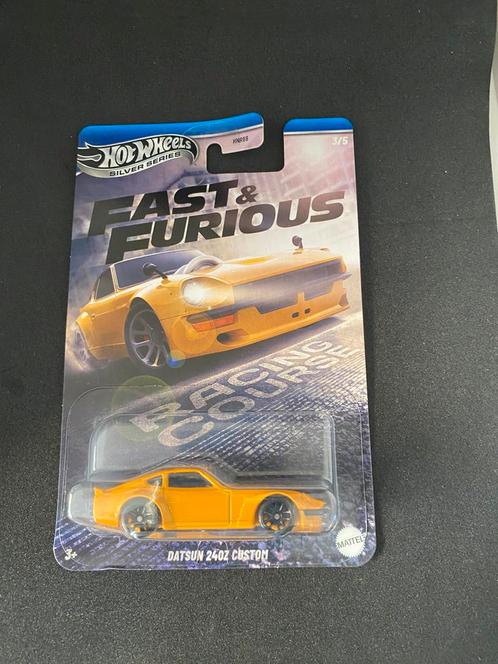 HOT WHEELS
SILVER SERIES
HNR88
3/5
FAST &
FURIOUS
RACING
COURSE
3+
DATSUN 240Z CUSTOM
MATTEL